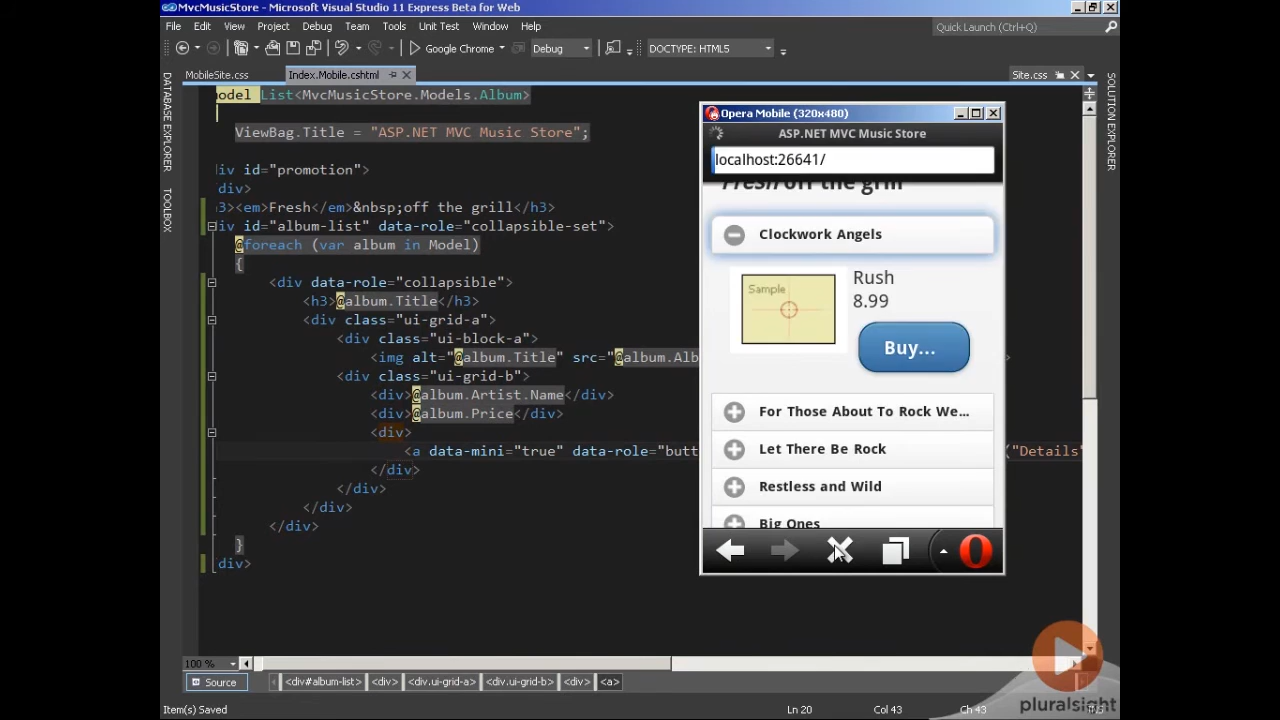 MvcMusicStore - Microsoft Visual Studio 11 Express Beta for Web
File Edit View Project Debug Team Tools Unit Test Window Help
Quick Launch (Ctrl+Q)
Google Chrome Debug DOCTYPE: HTML5
MobileSite.css Index.Mobile.cshtml Site.css
DATABASE EXPLORER
TOOLBOX
SOLUTION EXPLORER
odel List<MvcMusicStore.Models.Album>
ViewBag.Title = "ASP.NET MVC Music Store";
iv id="promotion">
div>
3><em>Fresh</em>&nbsp;off the grill</h3>
iv id="album-list" data-role="collapsible-set">
@foreach (var album in Model)
{
<div data-role="collapsible">
<h3>@album.Title</h3>
<div class="ui-grid-a">
<div class="ui-block-a">
<img alt="@album.Title" src="@album.Alb
<div class="ui-grid-b">
<div>@album.Artist.Name</div>
<div>@album.Price</div>
<div>
<a data-mini="true" data-role="butt ("Details"
</div>
</div>
</div>
</div>
}
div>
Opera Mobile (320x480)
ASP.NET MVC Music Store
localhost:26641/
Fresh off the grill
Clockwork Angels
Sample
Rush
8.99
Buy...
For Those About To Rock We...
Let There Be Rock
Restless and Wild
Big Ones
100 %
Source <div#album-list> <div> <div.ui-grid-a> <div.ui-grid-b> <div> <a>
Item(s) Saved Ln 20 Col 43 Ch 43
pluralsight